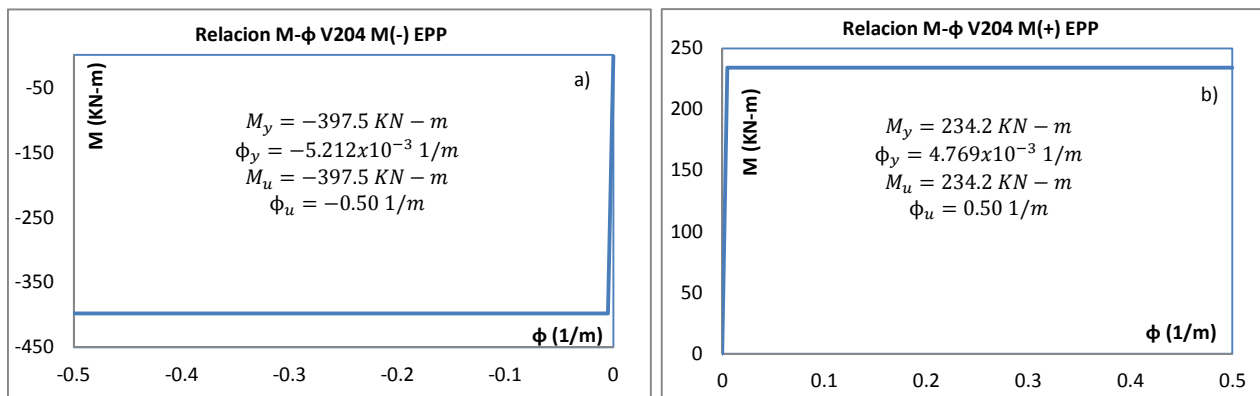 Relacion M-ϕ V204 M(-) EPP
a)
-50
-150
-250
-350
-450
M (KN-m)
M_y = −397.5 KN − m
ϕ_y = −5.212x10^−3 1/m
M_u = −397.5 KN − m
ϕ_u = −0.50 1/m
ϕ (1/m)
-0.5 -0.4 -0.3 -0.2 -0.1 0
Relacion M-ϕ V204 M(+) EPP
b)
250
200
150
100
50
0
M (KN-m)
M_y = 234.2 KN − m
ϕ_y = 4.769x10^−3 1/m
M_u = 234.2 KN − m
ϕ_u = 0.50 1/m
ϕ (1/m)
0 0.1 0.2 0.3 0.4 0.5